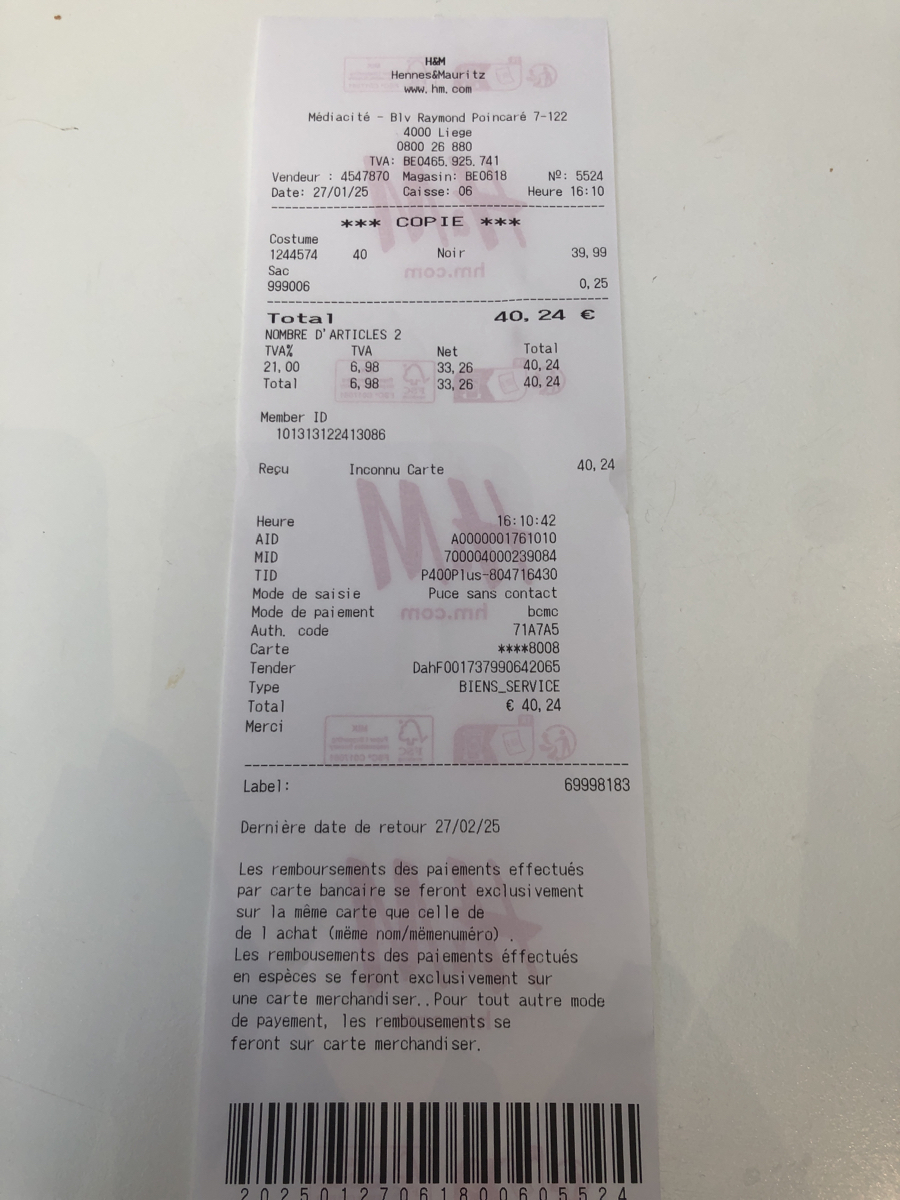 H&M
Hennes&Mauritz
www.hm.com
Médiacité - Blv Raymond Poincaré 7-122
4000 Liege
0800 26 880
TVA: BE0465.925.741
Vendeur : 4547870 Magasin: BE0618 Nº: 5524
Date: 27/01/25 Caisse: 06 Heure 16:10
*** COPIE ***
Costume
1244574 40 Noir 39,99
Sac
999006 0,25
Total 40,24 €
NOMBRE D'ARTICLES 2
TVA% TVA Net Total
21,00 6,98 33,26 40,24
Total 6,98 33,26 40,24
Member ID
101313122413086
Reçu Inconnu Carte 40,24
Heure 16:10:42
AID A0000001761010
MID 700004000239084
TID P400Plus-804716430
Mode de saisie Puce sans contact
Mode de paiement bcmc
Auth. code 71A7A5
Carte ****8008
Tender DahF001737990642065
Type BIENS_SERVICE
Total € 40,24
Merci
Label: 69998183
Dernière date de retour 27/02/25
Les remboursements des paiements effectués
par carte bancaire se feront exclusivement
sur la même carte que celle de
de l achat (mëme nom/mëmenuméro) .
Les rembousements des paiements éffectués
en espèces se feront exclusivement sur
une carte merchandiser..Pour tout autre mode
de payement, les rembousements se
feront sur carte merchandiser.
2025012706180060552​4